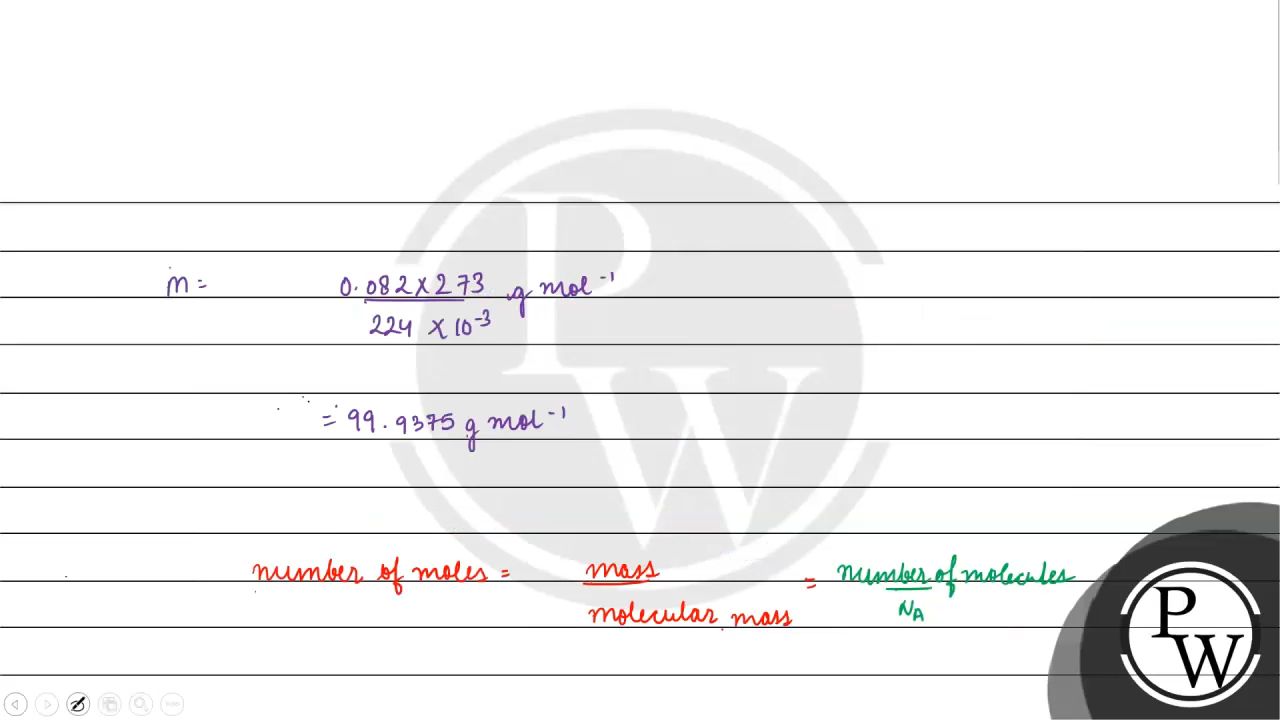 m = 0.082 × 273 g mol⁻¹
224 × 10⁻³
= 99.9375 g mol⁻¹
number of moles = mass = number of molecules
molecular mass N_A
P
W
P
W